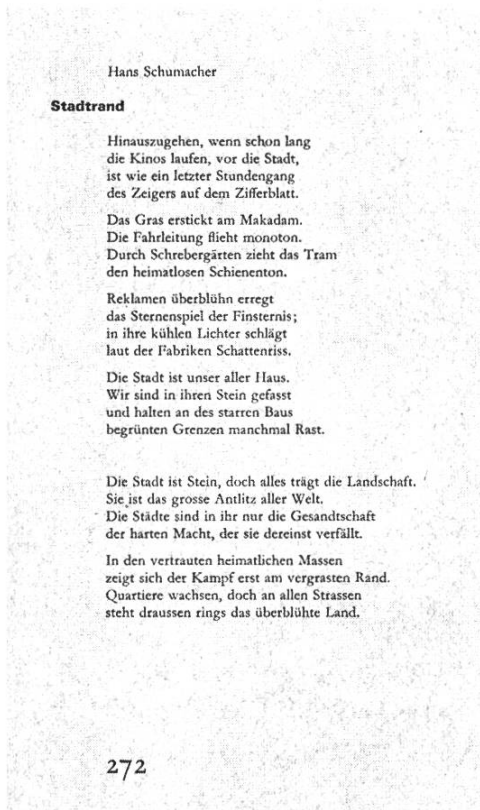 Hans Schumacher
Stadtrand
Hinauszugehen, wenn schon lang
die Kinos laufen, vor die Stadt,
ist wie ein letzter Stundengang
des Zeigers auf dem Zifferblatt.
Das Gras erstickt am Makadam.
Die Fahrleitung flieht monoton.
Durch Schrebergärten zieht das Tram
den heimatlosen Schienenton.
Reklamen überblühn erregt
das Sternenspiel der Finsternis;
in ihre kühlen Lichter schlägt
laut der Fabriken Schattenriss.
Die Stadt ist unser aller Haus.
Wir sind in ihren Stein gefasst
und halten an des starren Baus
begrünten Grenzen manchmal Rast.
Die Stadt ist Stein, doch alles trägt die Landschaft.
Sie ist das grosse Antlitz aller Welt.
Die Städte sind in ihr nur die Gesandtschaft
der harten Macht, der sie dereinst verfällt.
In den vertrauten heimatlichen Massen
zeigt sich der Kampf erst am vergrasten Rand.
Quartiere wachsen, doch an allen Strassen
steht draussen rings das überblühte Land.
272